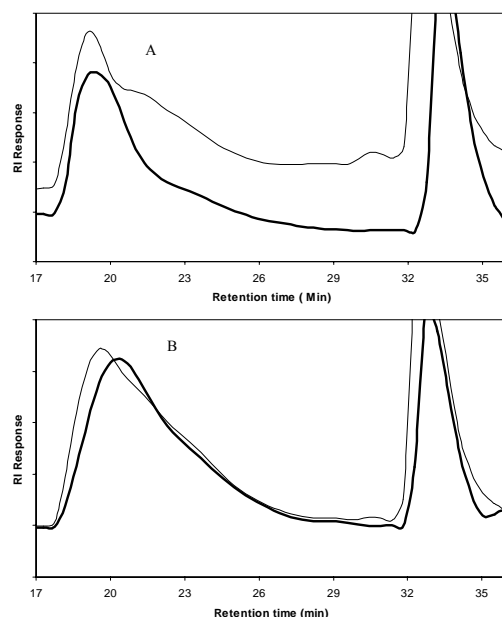 A
RI Response
17 20 23 26 29 32 35
Retention time ( Min)
B
RI Response
17 20 23 26 29 32 35
Retention time (min)